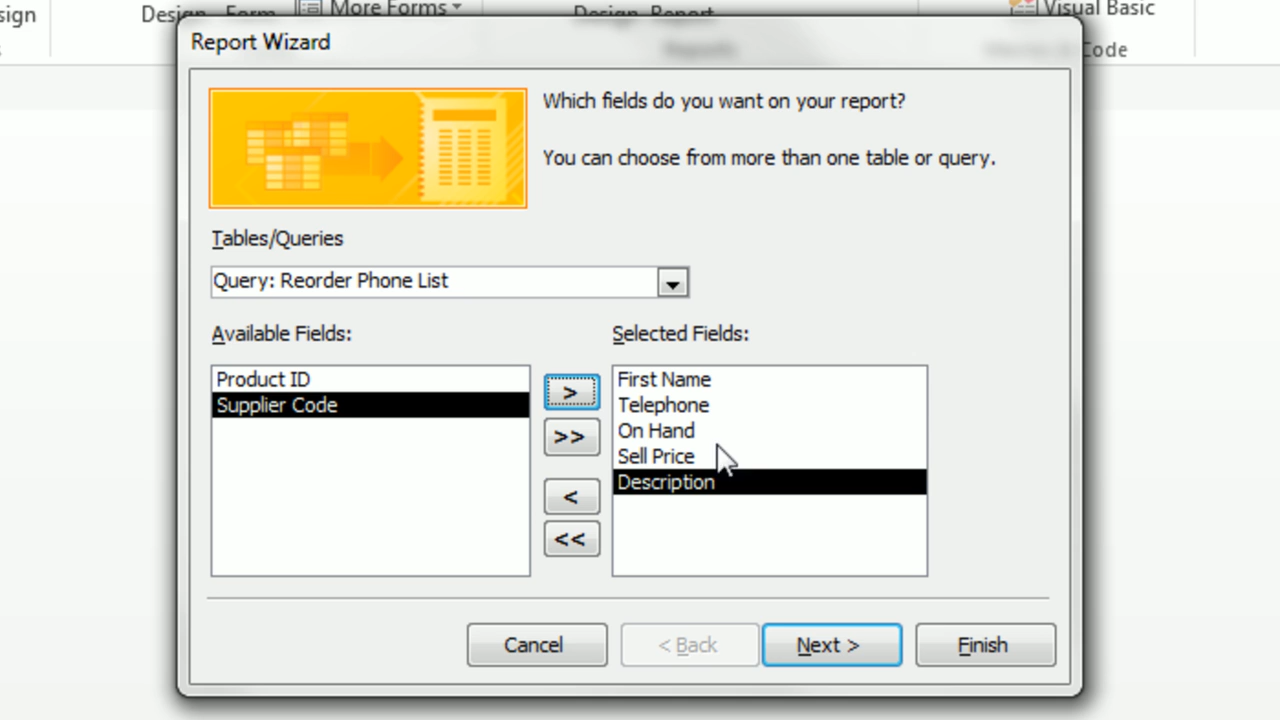 sign
Design
Form
More Forms
Design
Report
Visual Basic
Reports
Code
Report Wizard
Which fields do you want on your report?
You can choose from more than one table or query.
Tables/Queries
Query: Reorder Phone List
Available Fields:
Selected Fields:
Product ID
Supplier Code
>
>>
<
<<
First Name
Telephone
On Hand
Sell Price
Description
Cancel
< Back
Next >
Finish